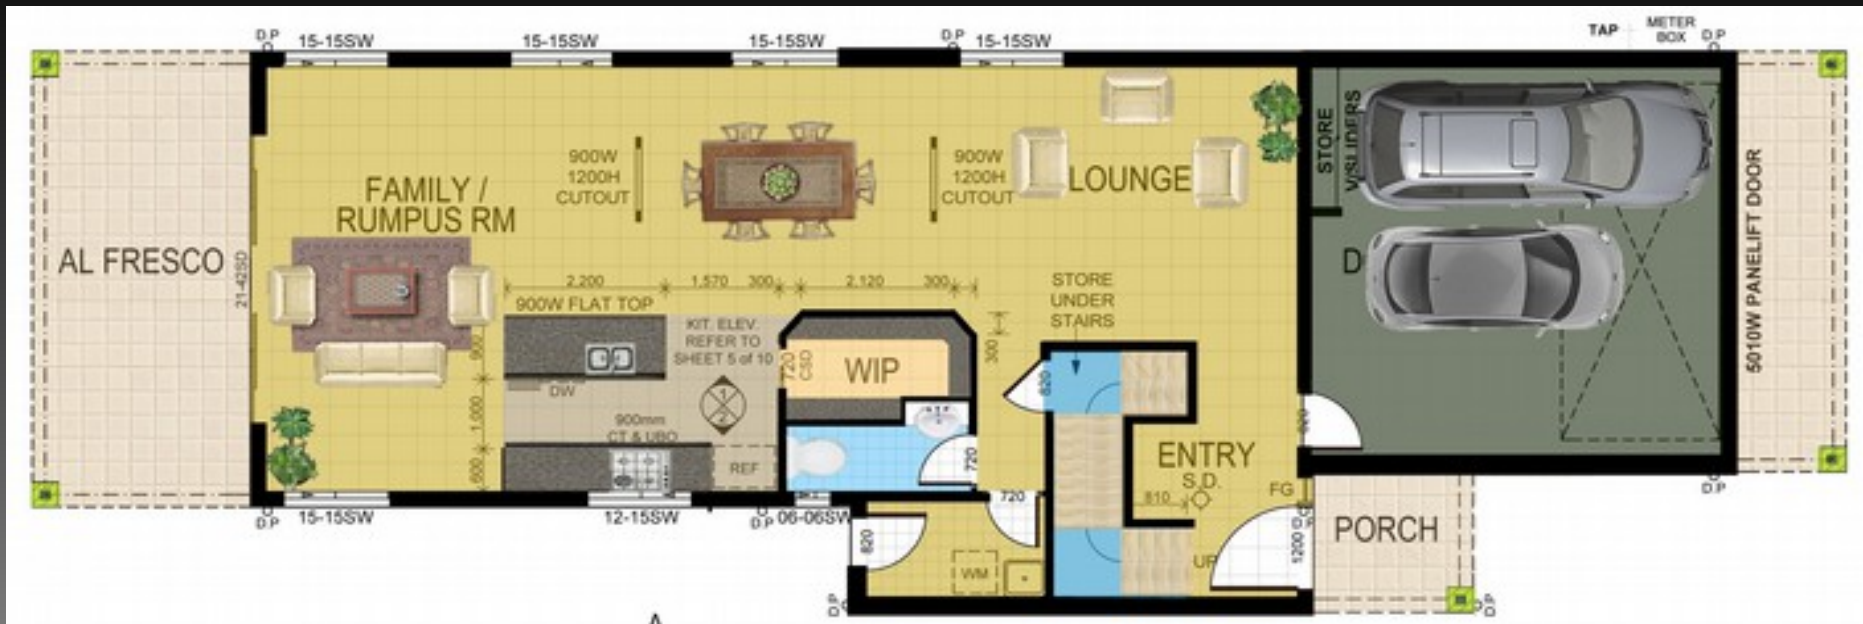 D.P
15-15SW
15-15SW
15-15SW
D.P
15-15SW
TAP
METER
BOX
D.P
AL FRESCO
21-42SD
FAMILY /
RUMPUS RM
900W
1200H
CUTOUT
900W
1200H
CUTOUT
LOUNGE
STORE
5010W PANELIFT DOOR
D
2,200
1,570
300
2,120
300
900W FLAT TOP
KIT. ELEV.
REFER TO
SHEET 5 of 10
STORE
UNDER
STAIRS
900
DW
1
2
720
CSD
WIP
300
820
1,000
900mm
CT & UBO
600
REF
720
720
ENTRY
S.D.
810
FG
820
D.P
D.P
15-15SW
12-15SW
D.P
06-06SW
820
WM
UP
1200
D.P
PORCH
D.P
D.P
A